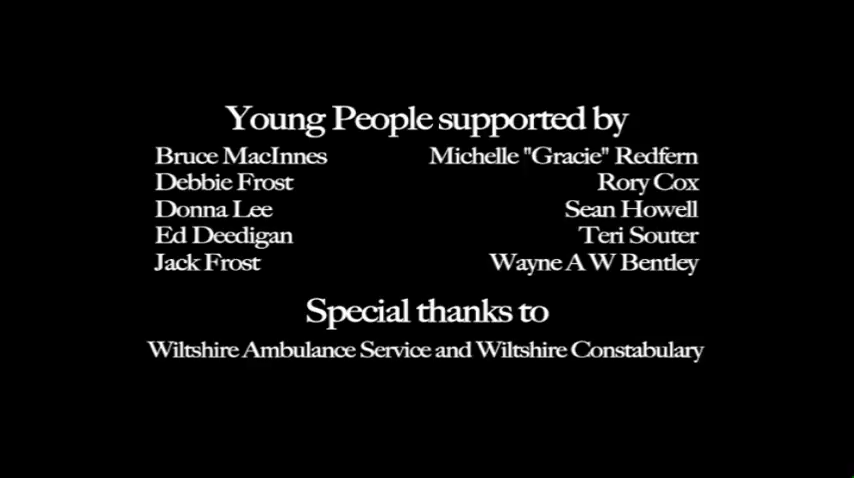 Young People supported by
Bruce MacInnes Michelle "Gracie" Redfern
Debbie Frost Rory Cox
Donna Lee Sean Howell
Ed Deedigan Teri Souter
Jack Frost Wayne A W Bentley
Special thanks to
Wiltshire Ambulance Service and Wiltshire Constabulary